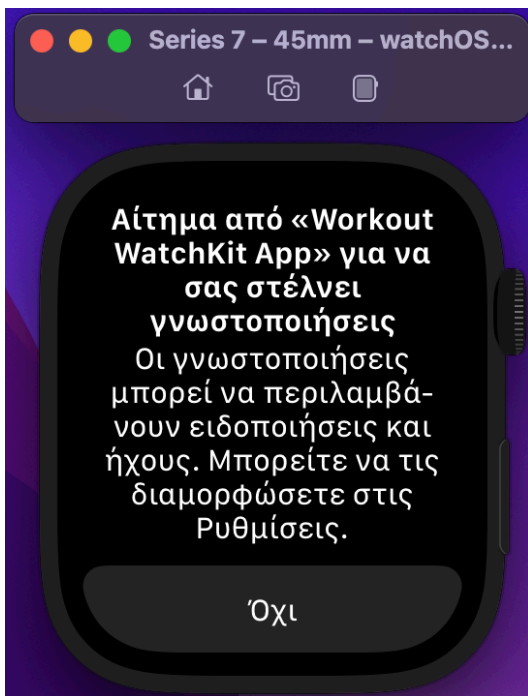 Series 7 – 45mm – watchOS...
Αίτημα από «Workout
WatchKit App» για να
σας στέλνει
γνωστοποιήσεις
Οι γνωστοποιήσεις
μπορεί να περιλαμβά-
νουν ειδοποιήσεις και
ήχους. Μπορείτε να τις
διαμορφώσετε στις
Ρυθμίσεις.
Όχι